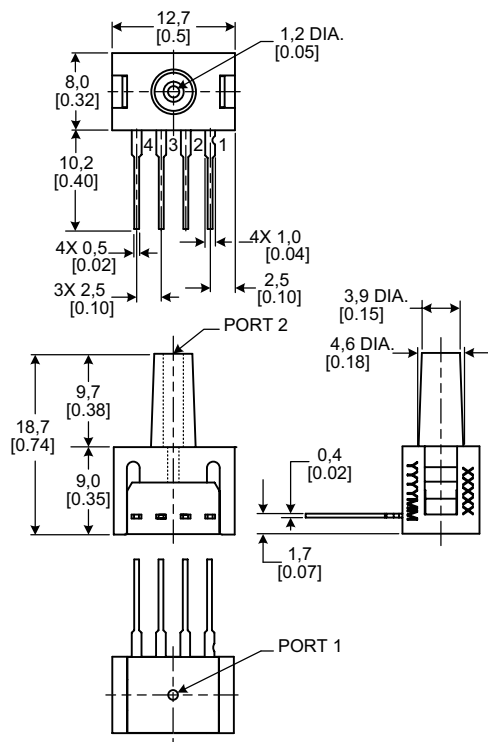 12,7
[0.5]
1,2 DIA.
[0.05]
8,0
[0.32]
4 3 2 1
10,2
[0.40]
4X 0,5
[0.02]
4X 1,0
[0.04]
3X 2,5
[0.10]
2,5
[0.10]
PORT 2
3,9 DIA.
[0.15]
4,6 DIA.
[0.18]
9,7
[0.38]
18,7
[0.74]
9,0
[0.35]
0,4
[0.02]
YYYMM
XXXX
1,7
[0.07]
PORT 1